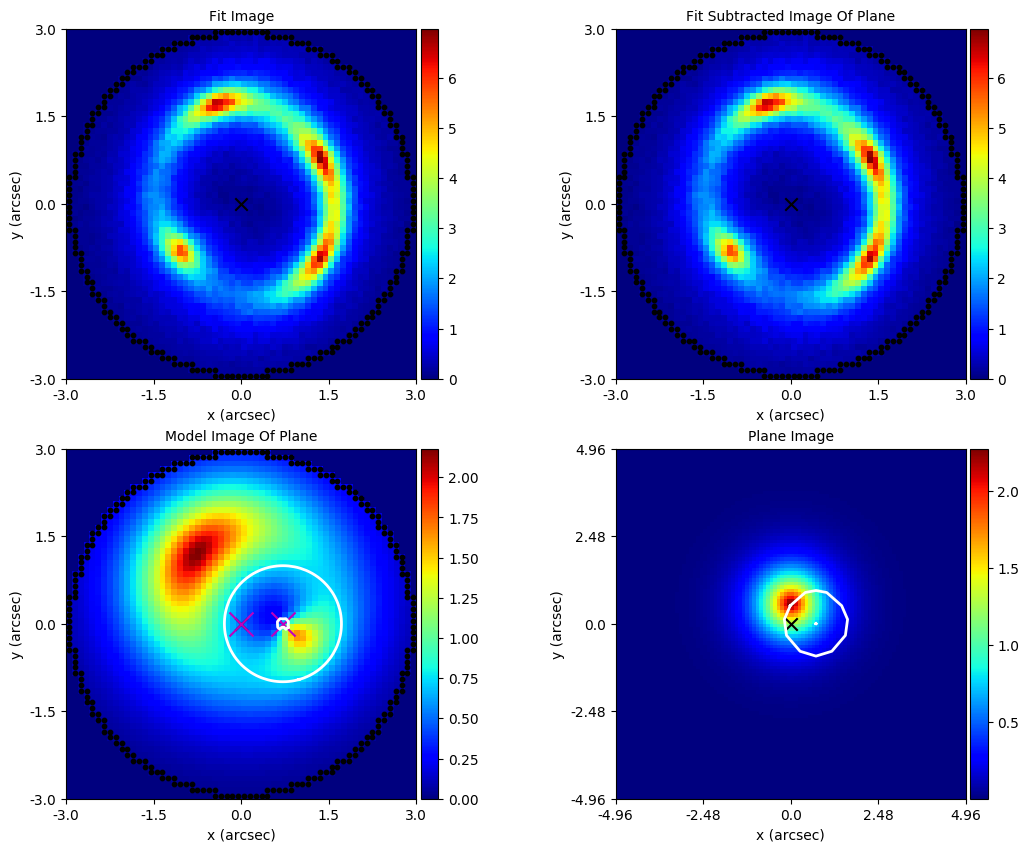 Fit Image
3.0
1.5
0.0
-1.5
-3.0
y (arcsec)
-3.0 -1.5 0.0 1.5 3.0
x (arcsec)
6
5
4
3
2
1
0
Fit Subtracted Image Of Plane
3.0
1.5
0.0
-1.5
-3.0
y (arcsec)
-3.0 -1.5 0.0 1.5 3.0
x (arcsec)
6
5
4
3
2
1
0
Model Image Of Plane
3.0
1.5
0.0
-1.5
-3.0
y (arcsec)
-3.0 -1.5 0.0 1.5 3.0
x (arcsec)
2.00
1.75
1.50
1.25
1.00
0.75
0.50
0.25
0.00
Plane Image
4.96
2.48
0.0
-2.48
-4.96
y (arcsec)
-4.96 -2.48 0.0 2.48 4.96
x (arcsec)
2.0
1.5
1.0
0.5